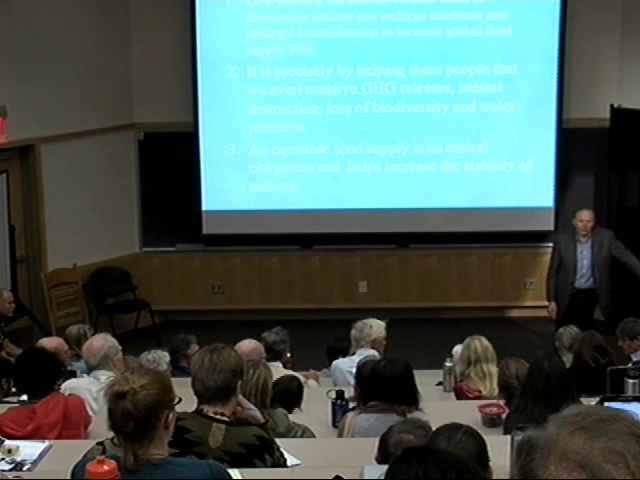 developing nations can undergo moderate and
strategic intensification to increase global food
supply 70%
2. It is precisely by helping these people that
we avert massive GHG releases, habitat
destruction, loss of biodiversity and water
pollution
3. An equitable food supply is an ethical
obligation and helps increase the stability of
nations.